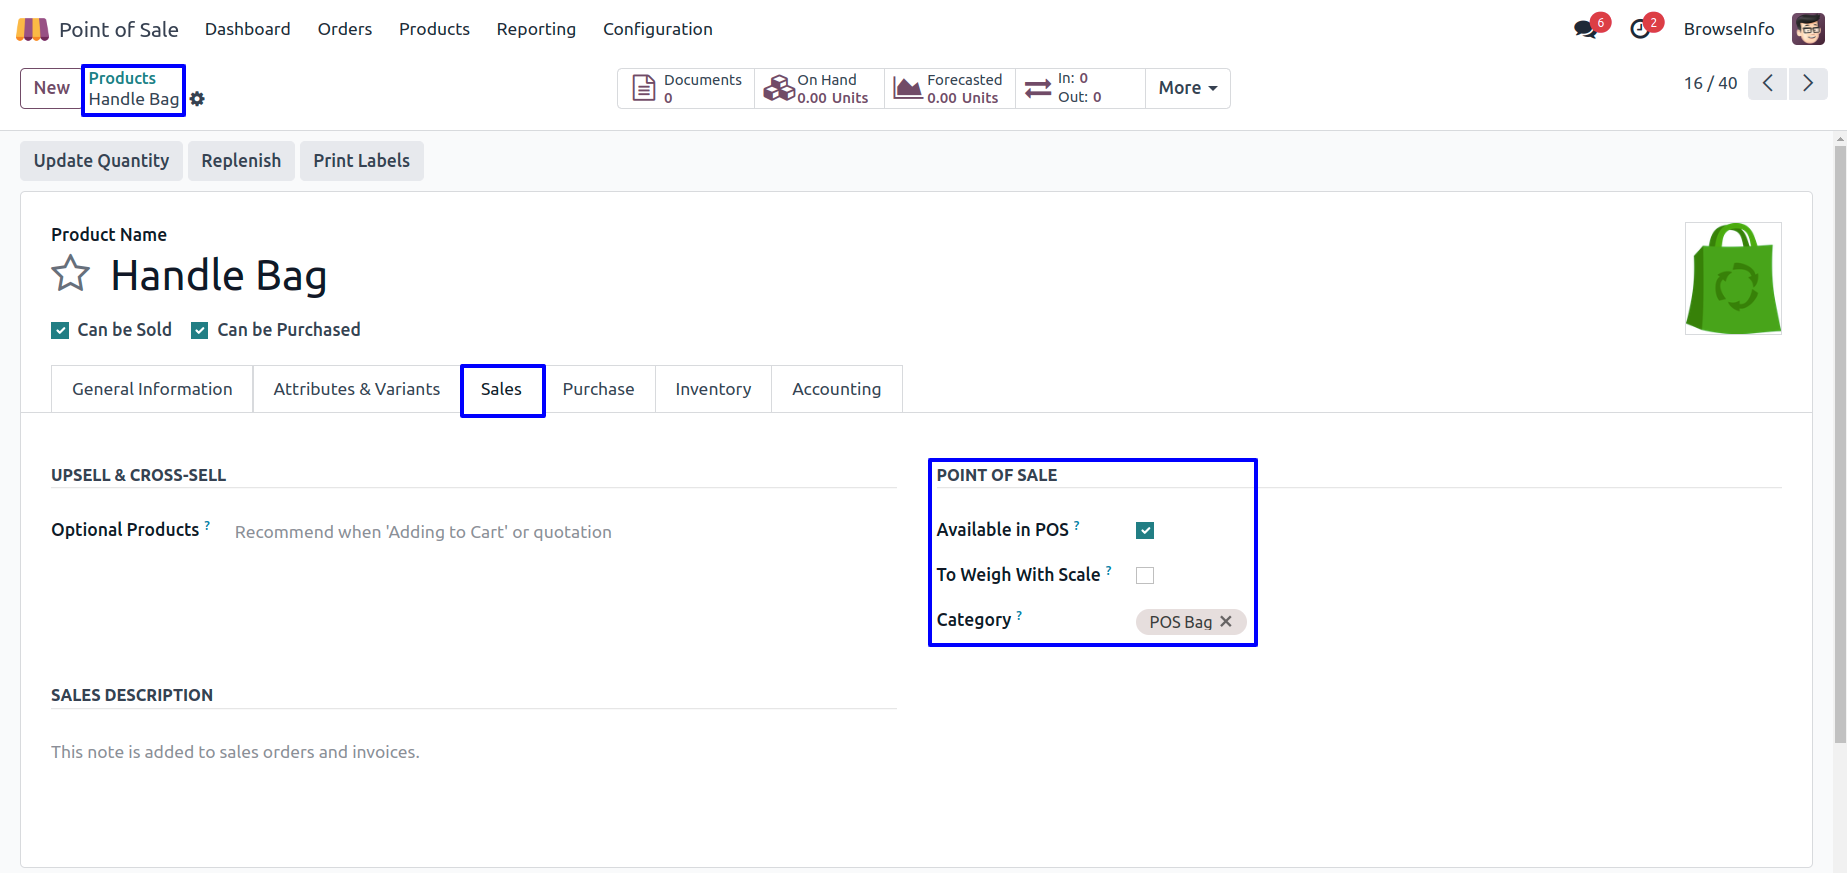 Point of Sale Dashboard Orders Products Reporting Configuration 6 2 BrowseInfo
New Products
Handle Bag
Documents
0
On Hand
0.00 Units
Forecasted
0.00 Units
In: 0
Out: 0
More
16 / 40
Update Quantity Replenish Print Labels
Product Name
Handle Bag
Can be Sold Can be Purchased
General Information Attributes & Variants Sales Purchase Inventory Accounting
UPSELL & CROSS-SELL
Optional Products ? Recommend when 'Adding to Cart' or quotation
POINT OF SALE
Available in POS ?
To Weigh With Scale ?
Category ? POS Bag ✕
SALES DESCRIPTION
This note is added to sales orders and invoices.